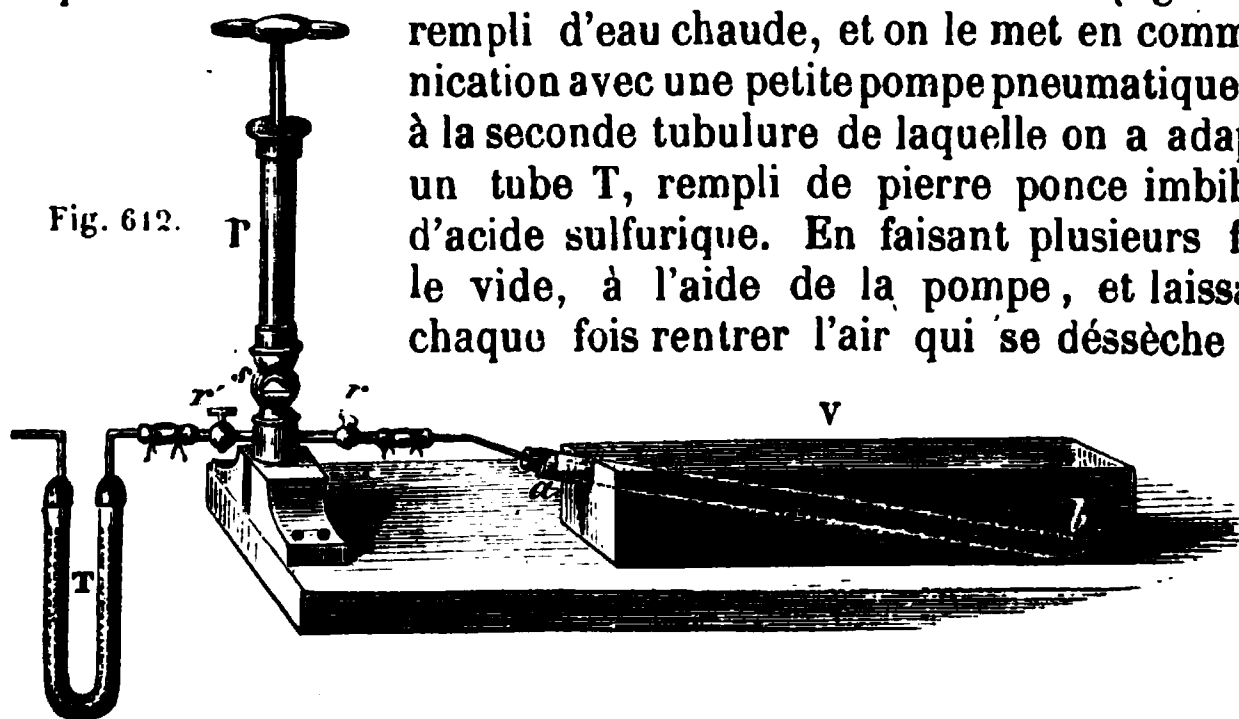 rempli d'eau chaude, et on le met en comm
nication avec une petite pompe pneumatique
à la seconde tubulure de laquelle on a adap
un tube T, rempli de pierre ponce imbib
d'acide sulfurique. En faisant plusieurs f
le vide, à l'aide de la pompe, et laissa
chaque fois rentrer l'air qui se déssèche
Fig. 612.
P
s
r'
r
V
a
b
T